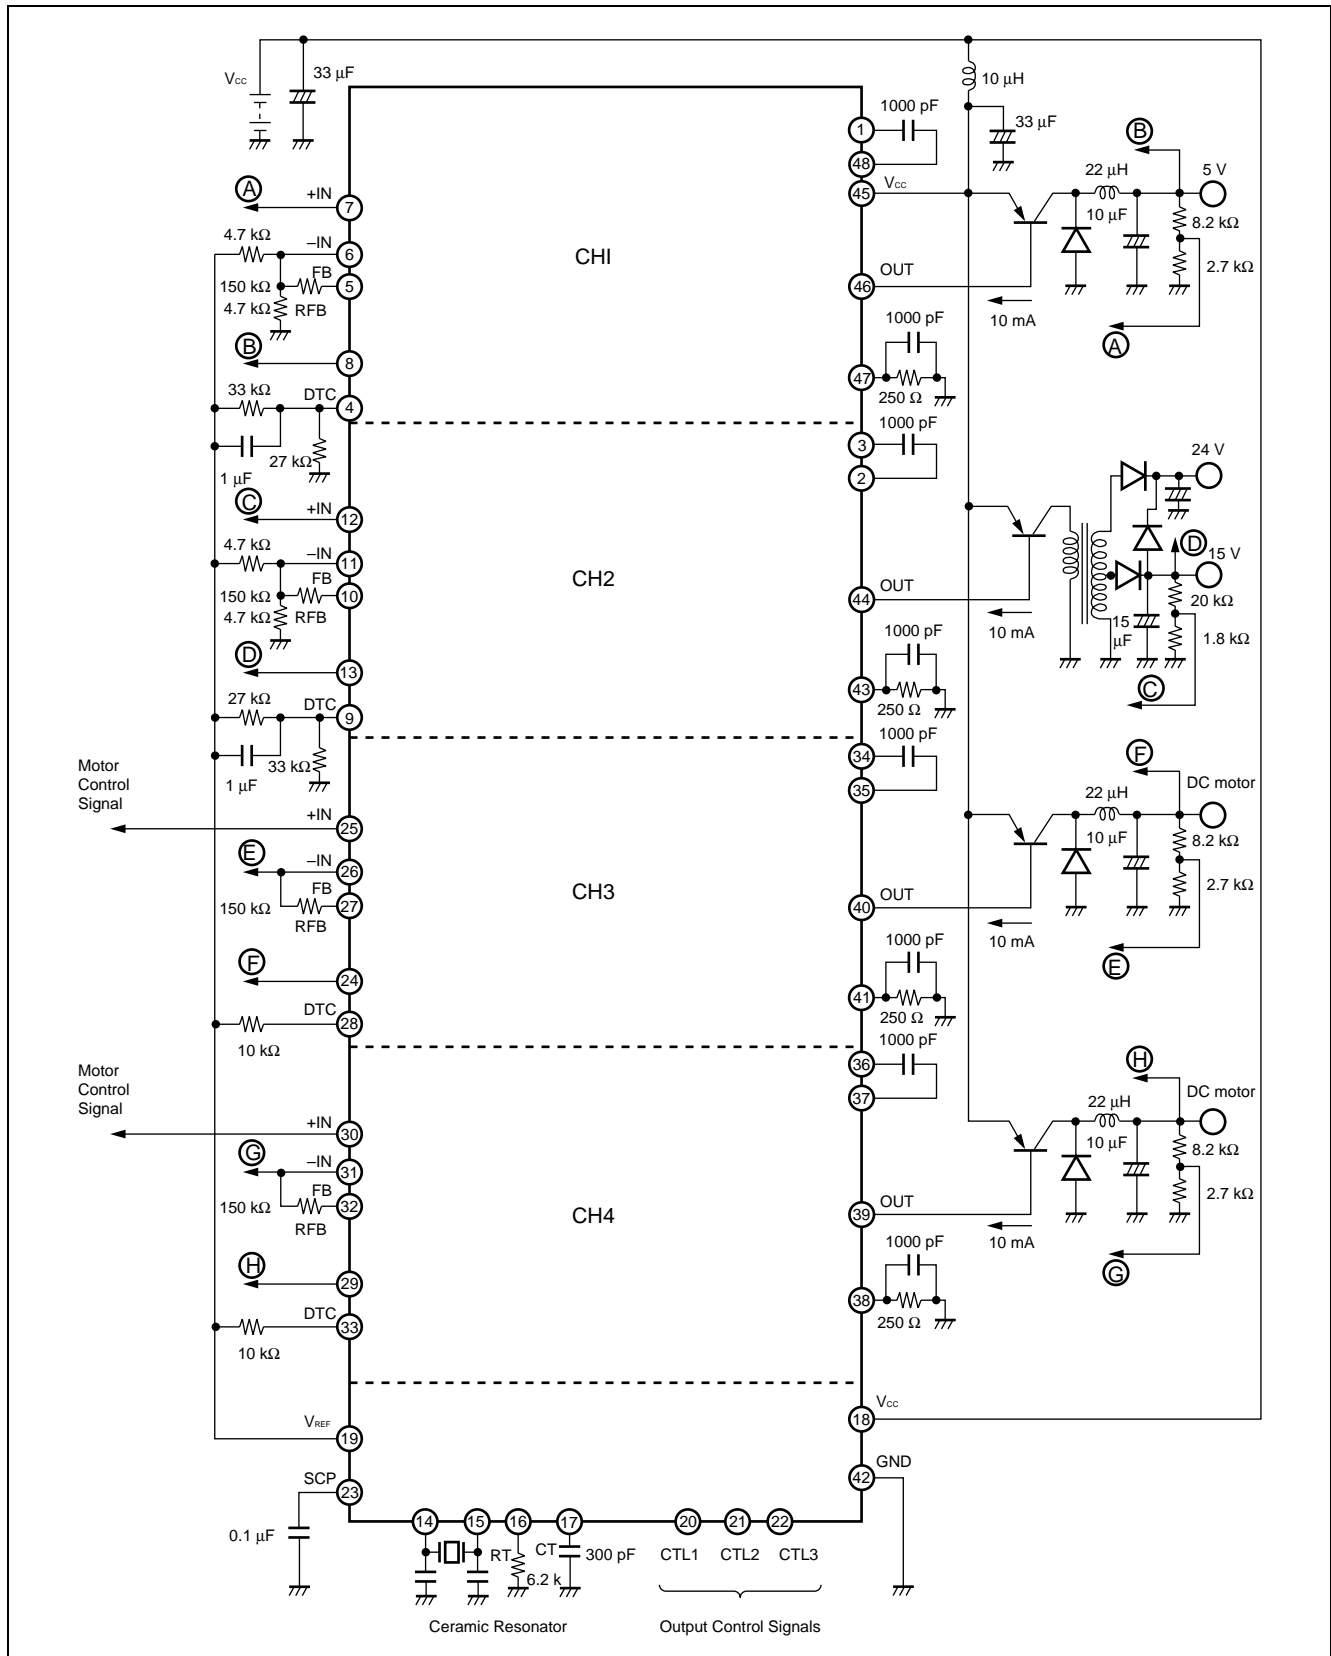 VCC
33 μF
10 μH
1000 pF
33 μF
1
48
VCC
45
B
22 μH
5 V
10 μF
8.2 kΩ
2.7 kΩ
A
+IN
7
4.7 kΩ
–IN
6
FB
150 kΩ
5
4.7 kΩ
RFB
CHI
OUT
46
10 mA
A
B
8
1000 pF
47
250 Ω
33 kΩ
DTC
4
27 kΩ
1 μF
1000 pF
3
2
24 V
C
+IN
12
4.7 kΩ
–IN
11
FB
150 kΩ
10
4.7 kΩ
RFB
CH2
OUT
44
10 mA
D
15 V
20 kΩ
15
μF
1.8 kΩ
C
D
13
1000 pF
43
250 Ω
27 kΩ
DTC
9
33 kΩ
1 μF
1000 pF
34
35
Motor
Control
Signal
+IN
25
E
–IN
26
FB
150 kΩ
27
RFB
CH3
OUT
40
10 mA
F
DC motor
22 μH
10 μF
8.2 kΩ
2.7 kΩ
E
F
24
1000 pF
41
250 Ω
DTC
28
10 kΩ
1000 pF
36
37
Motor
Control
Signal
+IN
30
G
–IN
31
FB
150 kΩ
32
RFB
CH4
OUT
39
10 mA
H
DC motor
22 μH
10 μF
8.2 kΩ
2.7 kΩ
G
H
29
1000 pF
38
250 Ω
DTC
33
10 kΩ
VCC
18
VREF
19
GND
42
SCP
23
0.1 μF
14
15
16
17
20
21
22
RT
6.2 k
CT
300 pF
CTL1
CTL2
CTL3
Ceramic Resonator
Output Control Signals